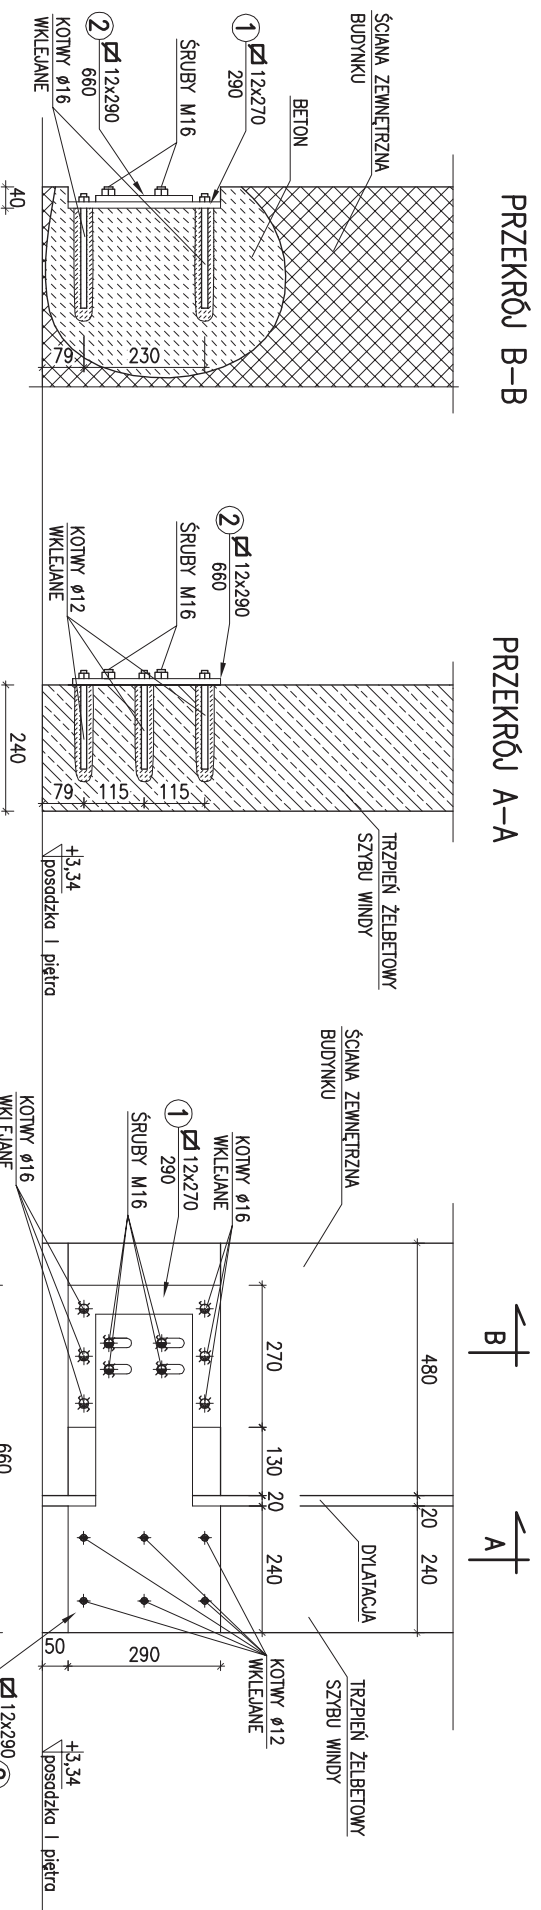 PRZEKRÓJ B-B
ŚCIANA ZEWNĘTRZNA
BUDYNKU
BETON
1 12x270
290
ŚRUBY M16
2 12x290
660
KOTWY ø16
WKLEJANE
40
79
230
PRZEKRÓJ A-A
2 12x290
660
ŚRUBY M16
KOTWY ø12
WKLEJANE
TRZPIEŃ ŻELBETOWY
SZYBU WINDY
79
115
115
240
+3,34
posadzka I piętra
B
A
ŚCIANA ZEWNĘTRZNA
BUDYNKU
480
20
240
KOTWY ø16
WKLEJANE
1 12x270
290
ŚRUBY M16
270
130
20
240
DYLATACJA
TRZPIEŃ ŻELBETOWY
SZYBU WINDY
KOTWY ø12
WKLEJANE
KOTWY ø16
WKLEJANE
50
290
660
12x290
2
+3,34
posadzka I piętra